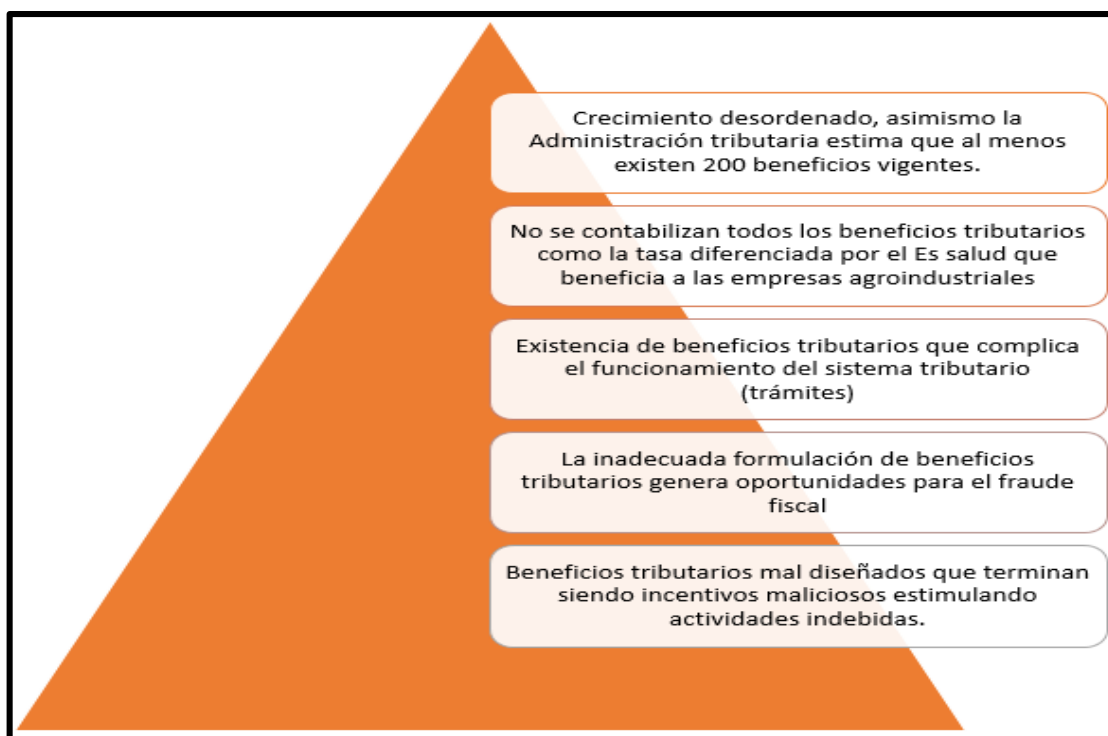 Crecimiento desordenado, asimismo la
Administración tributaria estima que al menos
existen 200 beneficios vigentes.
No se contabilizan todos los beneficios tributarios
como la tasa diferenciada por el Es salud que
beneficia a las empresas agroindustriales
Existencia de beneficios tributarios que complica
el funcionamiento del sistema tributario
(trámites)
La inadecuada formulación de beneficios
tributarios genera oportunidades para el fraude
fiscal
Beneficios tributarios mal diseñados que terminan
siendo incentivos maliciosos estimulando
actividades indebidas.